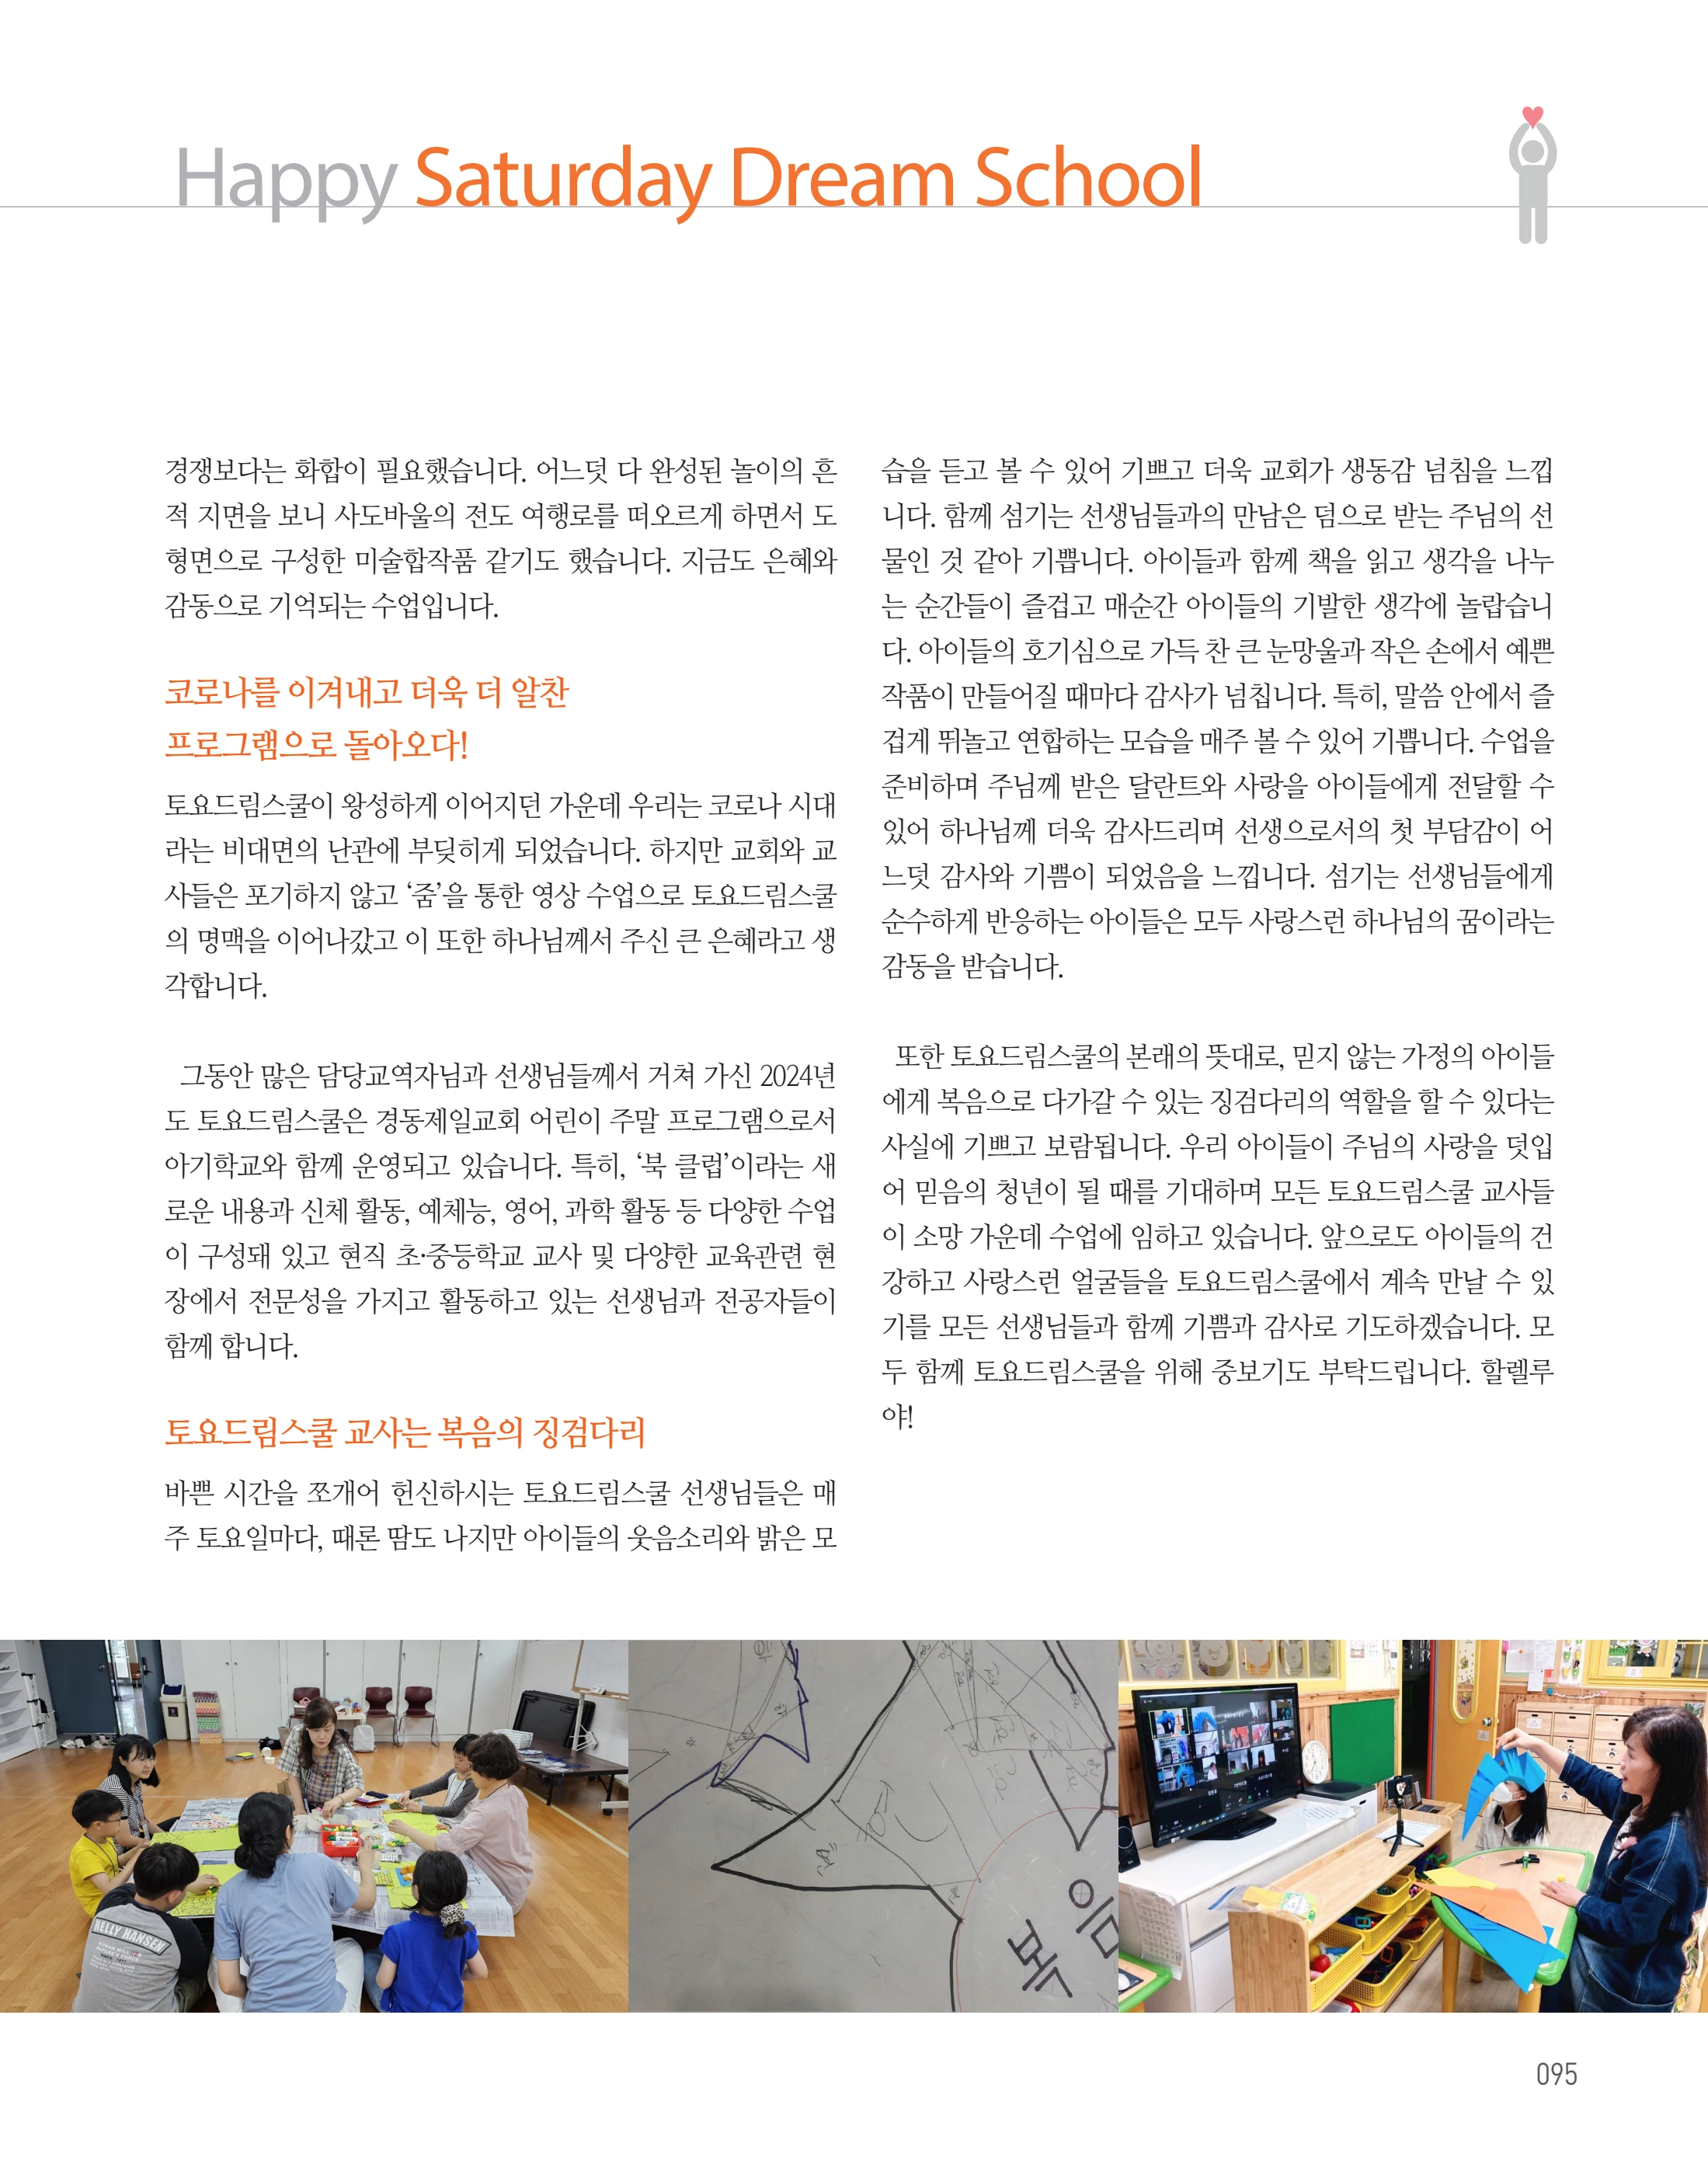 Happy Saturday Dream School
경쟁보다는 화합이 필요했습니다. 어느덧 다 완성된 놀이의 흔
적 지면을 보니 사도바울의 전도 여행로를 떠오르게 하면서 도
형면으로 구성한 미술합작품 같기도 했습니다. 지금도 은혜와
감동으로 기억되는 수업입니다.
코로나를 이겨내고 더욱 더 알찬
프로그램으로 돌아오다!
토요드림스쿨이 왕성하게 이어지던 가운데 우리는 코로나 시대
라는 비대면의 난관에 부딪히게 되었습니다. 하지만 교회와 교
사들은 포기하지 않고 ‘줌’을 통한 영상 수업으로 토요드림스쿨
의 명맥을 이어나갔고 이 또한 하나님께서 주신 큰 은혜라고 생
각합니다.
그동안 많은 담당교역자님과 선생님들께서 거쳐 가신 2024년
도 토요드림스쿨은 경동제일교회 어린이 주말 프로그램으로서
아기학교와 함께 운영되고 있습니다. 특히, ‘북 클럽’이라는 새
로운 내용과 신체 활동, 예체능, 영어, 과학 활동 등 다양한 수업
이 구성돼 있고 현직 초·중등학교 교사 및 다양한 교육관련 현
장에서 전문성을 가지고 활동하고 있는 선생님과 전공자들이
함께 합니다.
토요드림스쿨 교사는 복음의 징검다리
바쁜 시간을 쪼개어 헌신하시는 토요드림스쿨 선생님들은 매
주 토요일마다, 때론 땀도 나지만 아이들의 웃음소리와 밝은 모
습을 듣고 볼 수 있어 기쁘고 더욱 교회가 생동감 넘침을 느낍
니다. 함께 섬기는 선생님들과의 만남은 덤으로 받는 주님의 선
물인 것 같아 기쁩니다. 아이들과 함께 책을 읽고 생각을 나누
는 순간들이 즐겁고 매순간 아이들의 기발한 생각에 놀랍습니
다. 아이들의 호기심으로 가득 찬 큰 눈망울과 작은 손에서 예쁜
작품이 만들어질 때마다 감사가 넘칩니다. 특히, 말씀 안에서 즐
겁게 뛰놀고 연합하는 모습을 매주 볼 수 있어 기쁩니다. 수업을
준비하며 주님께 받은 달란트와 사랑을 아이들에게 전달할 수
있어 하나님께 더욱 감사드리며 선생으로서의 첫 부담감이 어
느덧 감사와 기쁨이 되었음을 느낍니다. 섬기는 선생님들에게
순수하게 반응하는 아이들은 모두 사랑스런 하나님의 꿈이라는
감동을 받습니다.
또한 토요드림스쿨의 본래의 뜻대로, 믿지 않는 가정의 아이들
에게 복음으로 다가갈 수 있는 징검다리의 역할을 할 수 있다는
사실에 기쁘고 보람됩니다. 우리 아이들이 주님의 사랑을 덧입
어 믿음의 청년이 될 때를 기대하며 모든 토요드림스쿨 교사들
이 소망 가운데 수업에 임하고 있습니다. 앞으로도 아이들의 건
강하고 사랑스런 얼굴들을 토요드림스쿨에서 계속 만날 수 있
기를 모든 선생님들과 함께 기쁨과 감사로 기도하겠습니다. 모
두 함께 토요드림스쿨을 위해 중보기도 부탁드립니다. 할렐루
야!
HELLY HANSEN
095